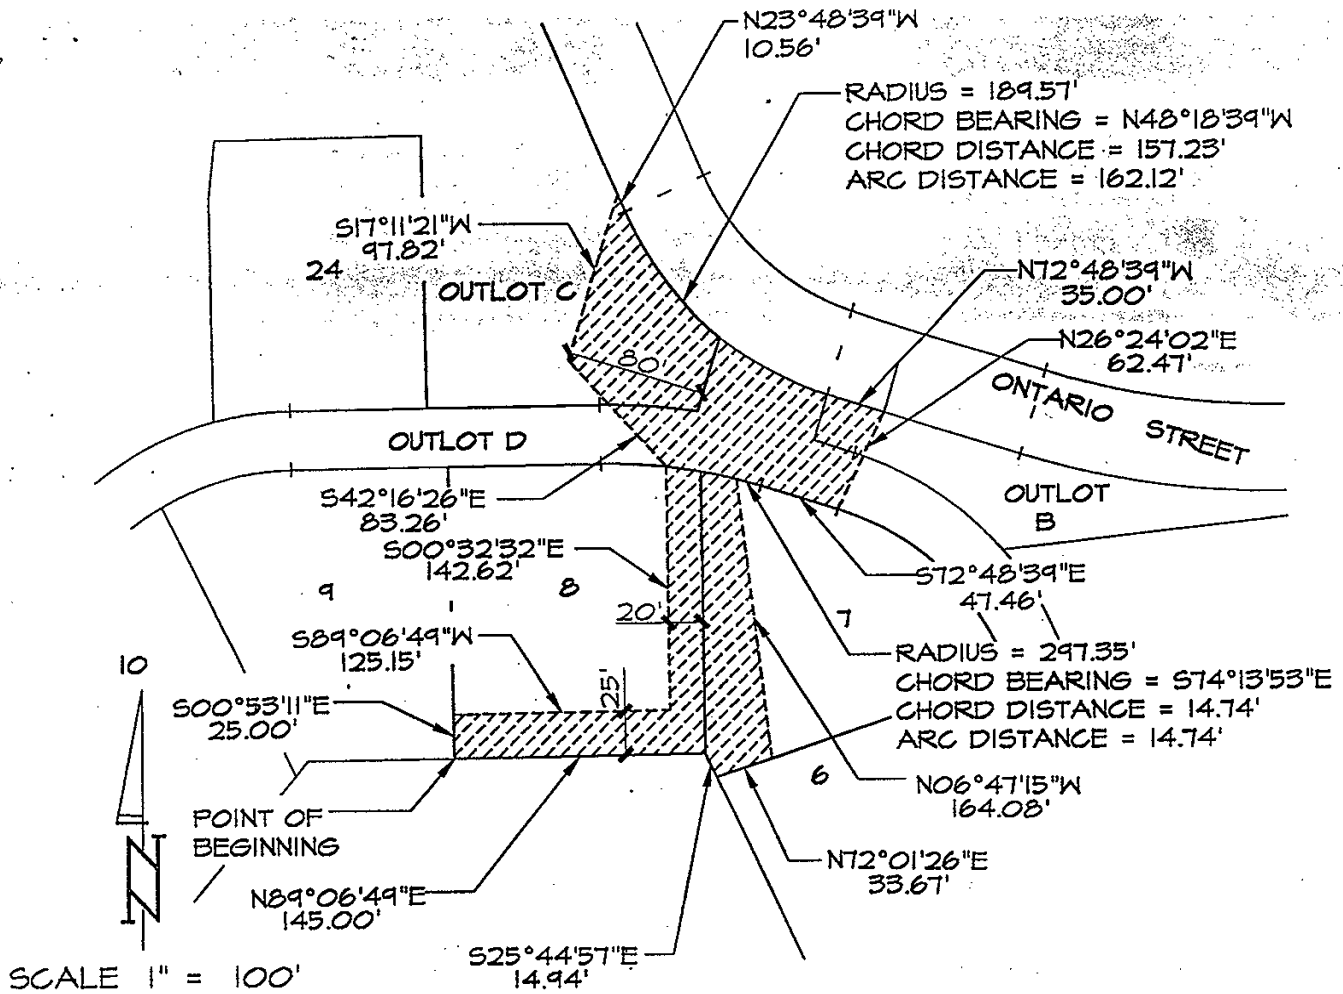 N23°48'39"W
10.56'
RADIUS = 189.57'
CHORD BEARING = N48°18'39"W
CHORD DISTANCE = 157.23'
ARC DISTANCE = 162.12'
S17°11'21"W
97.82'
24
OUTLOT C
N72°48'39"W
35.00'
N26°24'02"E
62.47'
80'
ONTARIO STREET
OUTLOT D
OUTLOT
B
S42°16'26"E
83.26'
S00°32'32"E
142.62'
S72°48'39"E
47.46'
9
8
7
20'
S89°06'49"W
125.15'
RADIUS = 297.35'
CHORD BEARING = S74°13'53"E
CHORD DISTANCE = 14.74'
ARC DISTANCE = 14.74'
10
25'
S00°53'11"E
25.00'
6
N06°47'15"W
164.08'
POINT OF
BEGINNING
N72°01'26"E
33.67'
N89°06'49"E
145.00'
N
S25°44'57"E
14.94'
SCALE 1" = 100'